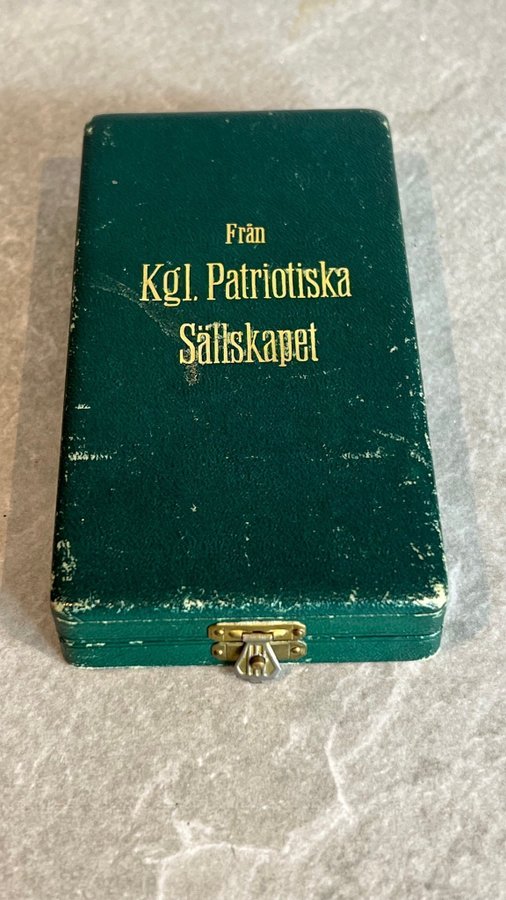 Från
Kgl. Patriotiska
Sällskapet